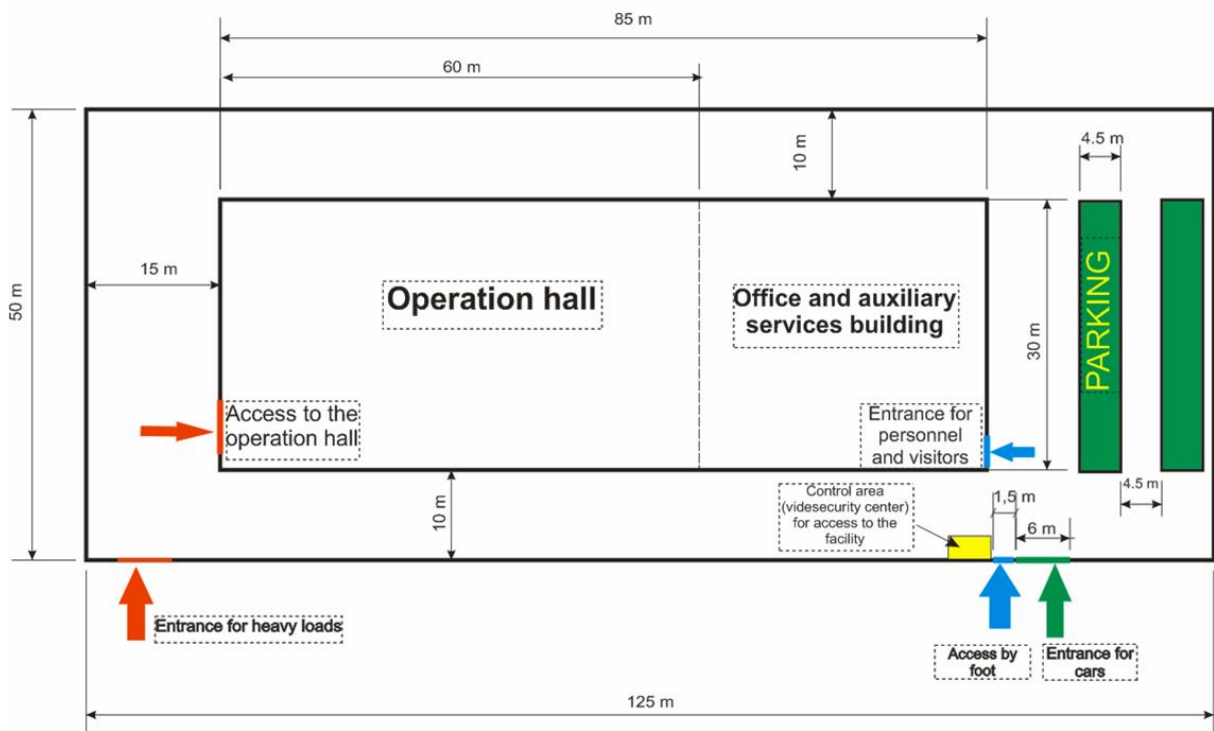 85 m
60 m
10 m
4.5 m
50 m
15 m
Operation hall
Office and auxiliary
services building
30 m
PARKING
Access to the
operation hall
Entrance for
personnel
and visitors
10 m
Control area
(videsecurity center)
for access to the
facility
1,5 m
4.5 m
6 m
Entrance for heavy loads
Access by
foot
Entrance for
cars
125 m